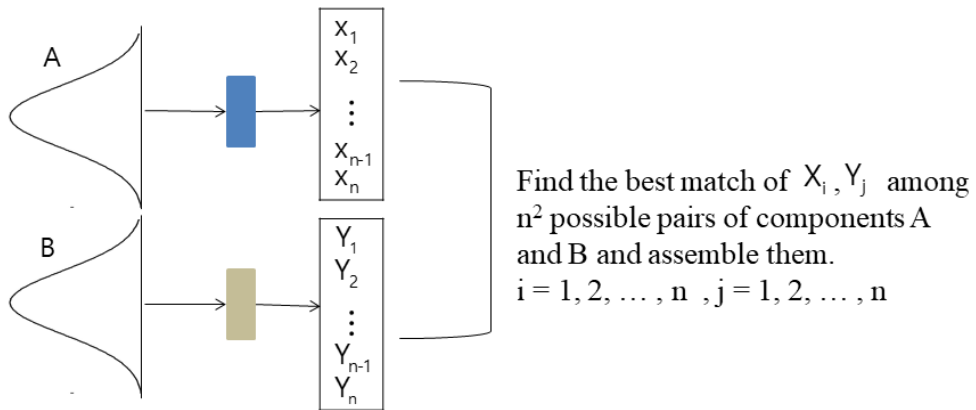 A
X₁
X₂
⋮
Xₙ₋₁
Xₙ
B
Y₁
Y₂
⋮
Yₙ₋₁
Yₙ
Find the best match of Xᵢ , Yⱼ among
n² possible pairs of components A
and B and assemble them.
i = 1, 2, … , n , j = 1, 2, … , n